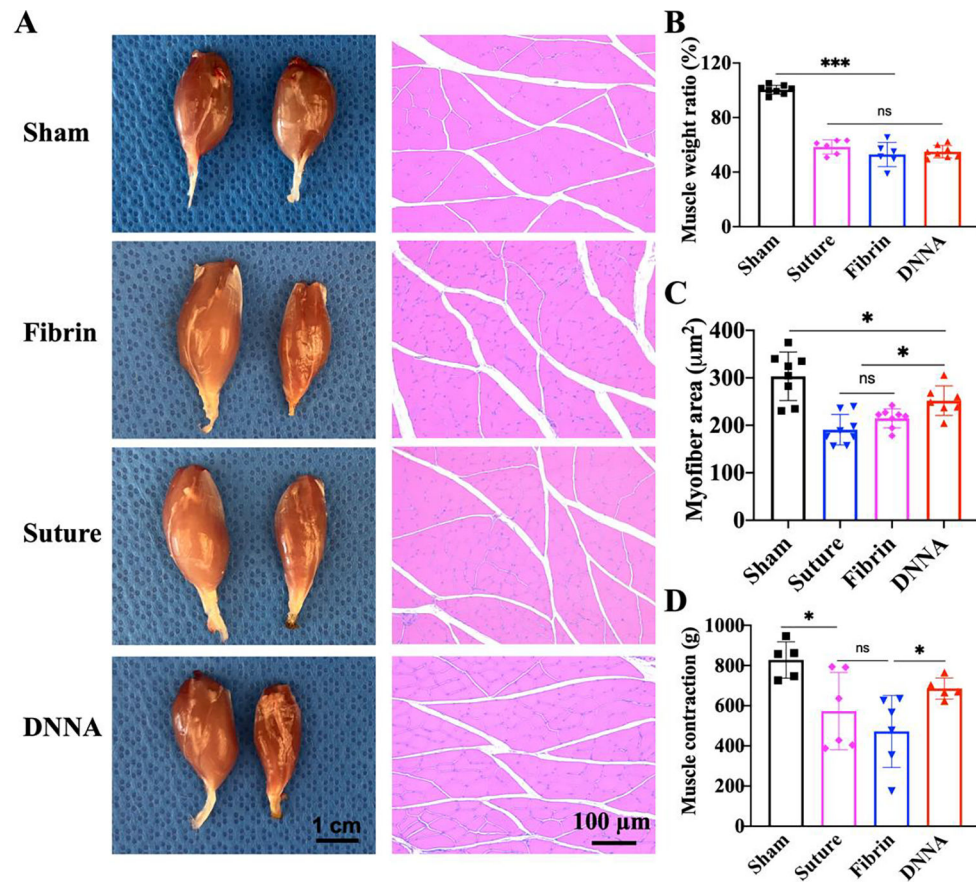 A
Sham
Fibrin
Suture
DNNA
1 cm
100 µm
B
Muscle weight ratio (%)
120
80
40
0
***
ns
Sham
Suture
Fibrin
DNNA
C
Myofiber area (µm²)
400
300
200
100
0
*
*
ns
Sham
Suture
Fibrin
DNNA
D
Muscle contraction (g)
1000
800
600
400
200
0
*
ns
*
Sham
Suture
Fibrin
DNNA